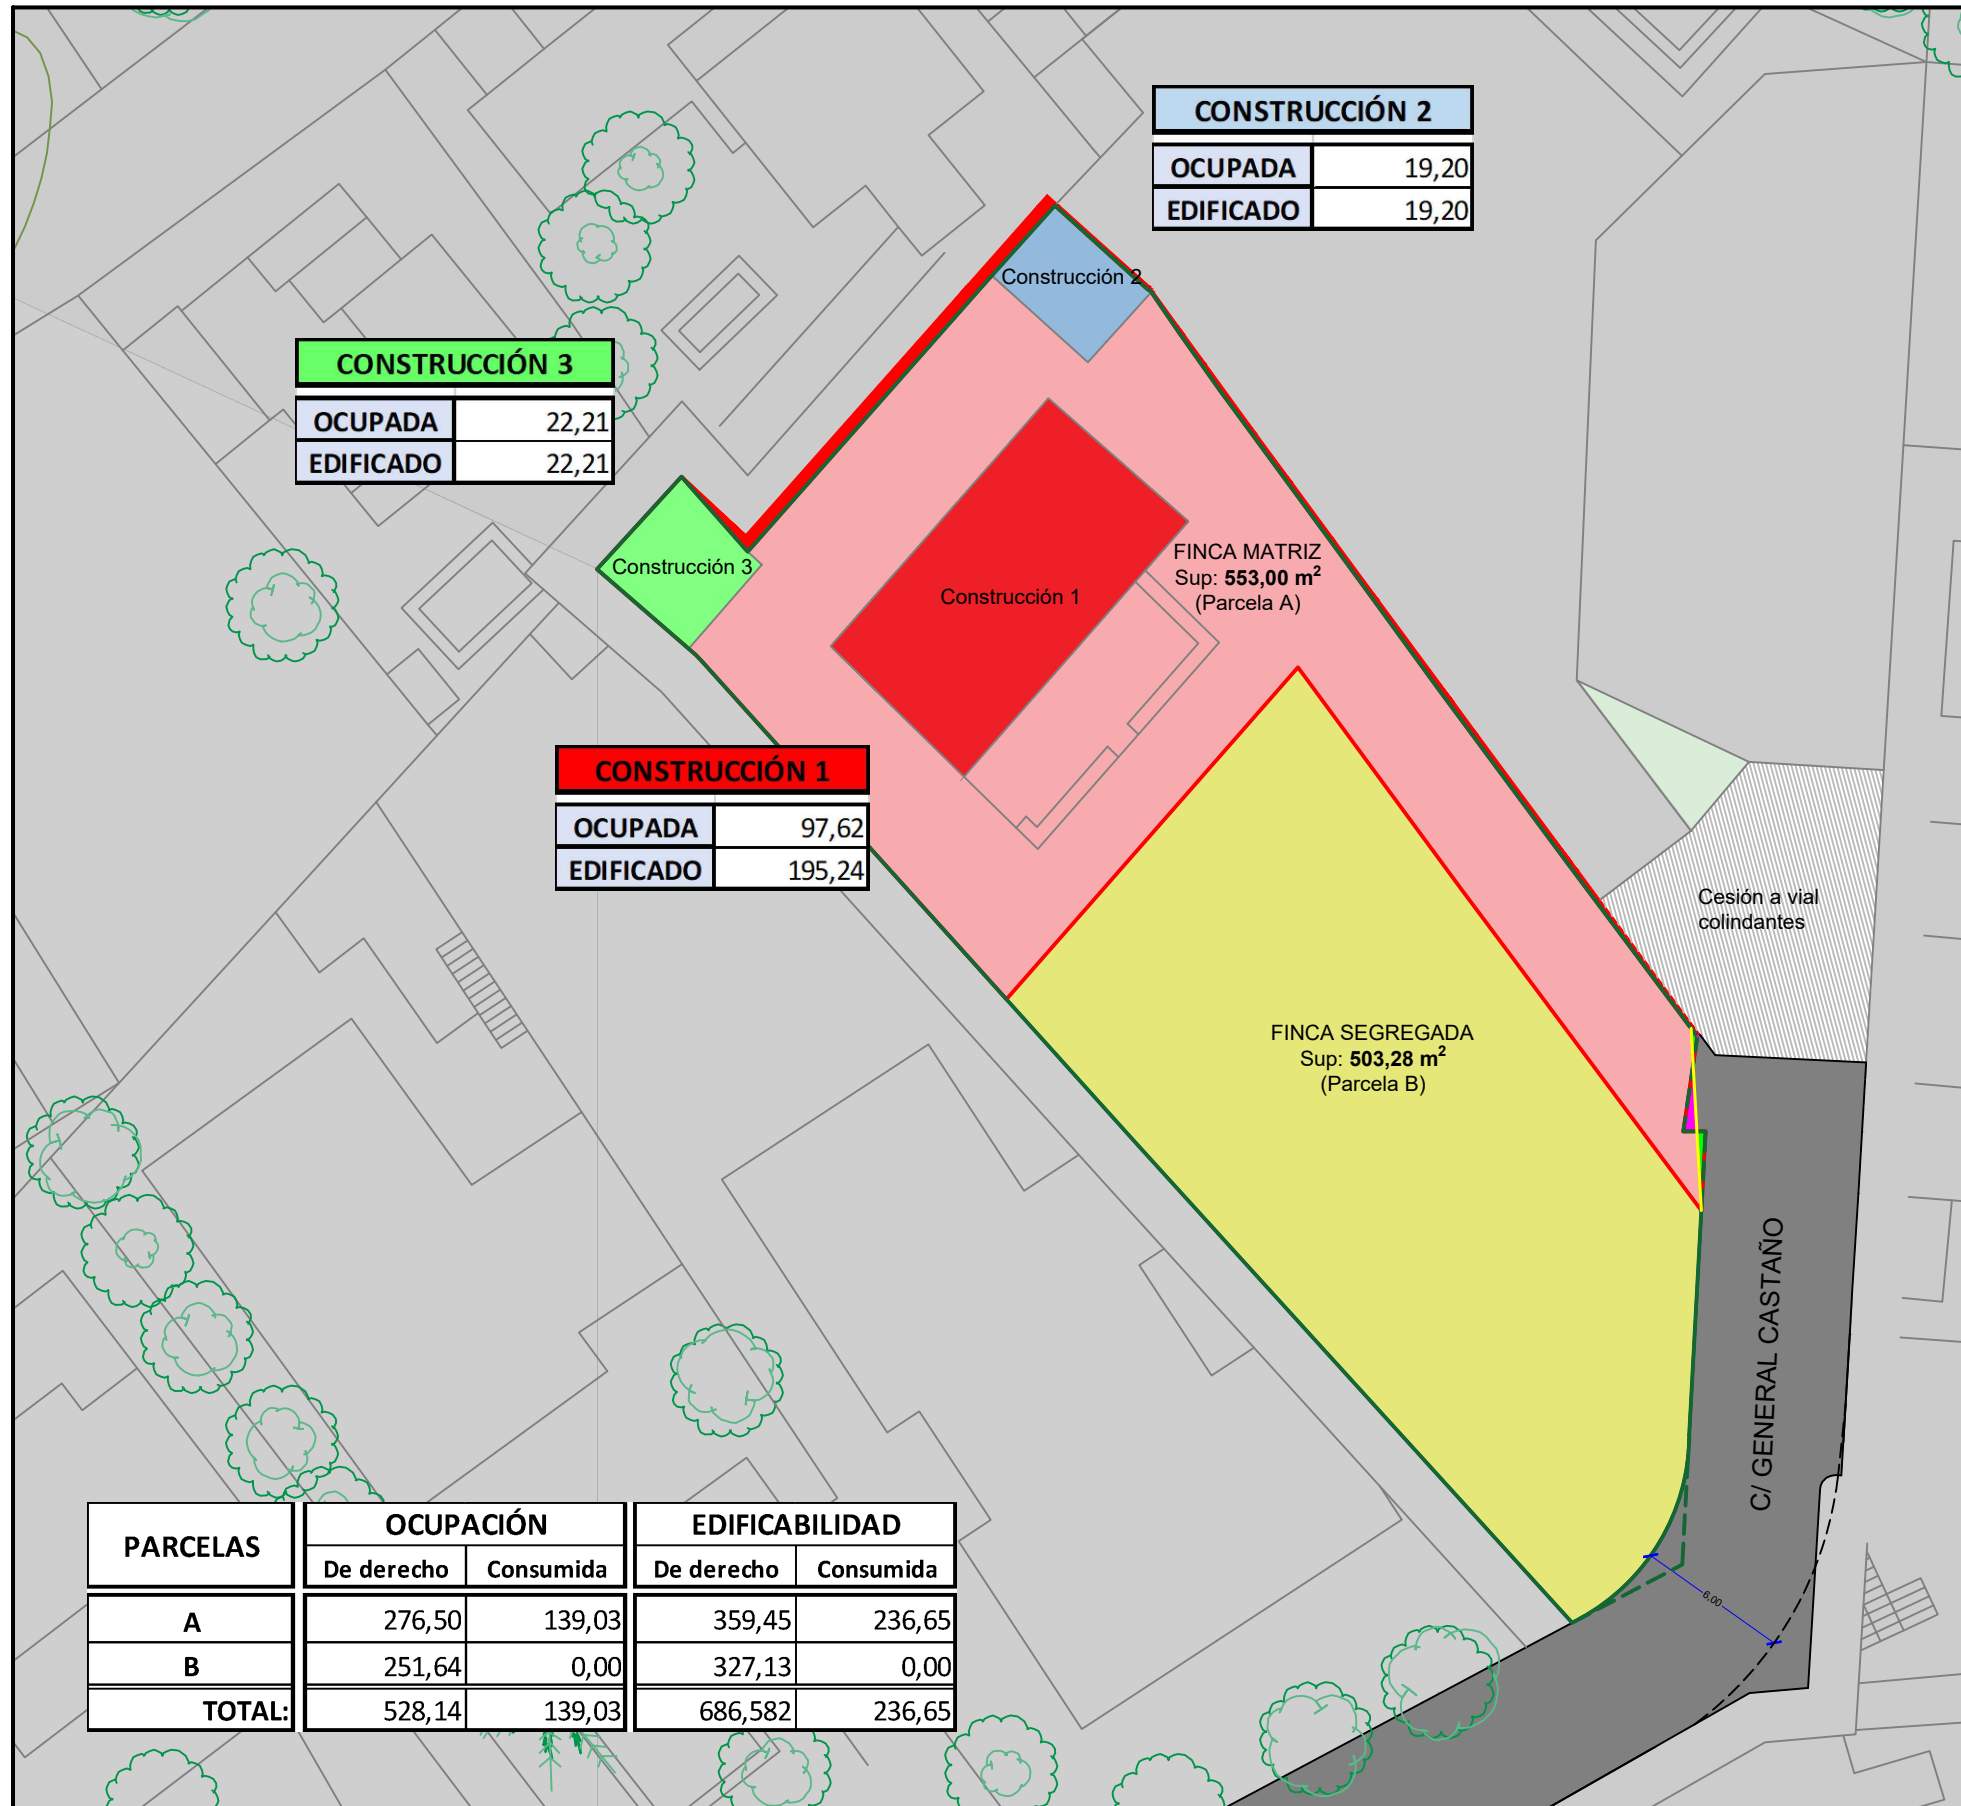 CONSTRUCCIÓN 2
OCUPADA 19,20
EDIFICADO 19,20
Construcción 2
CONSTRUCCIÓN 3
OCUPADA 22,21
EDIFICADO 22,21
Construcción 3
Construcción 1
FINCA MATRIZ
Sup: 553,00 m²
(Parcela A)
CONSTRUCCIÓN 1
OCUPADA 97,62
EDIFICADO 195,24
Cesión a vial
colindantes
FINCA SEGREGADA
Sup: 503,28 m²
(Parcela B)
C/ GENERAL CASTAÑO
6,00
PARCELAS OCUPACIÓN EDIFICABILIDAD
De derecho Consumida De derecho Consumida
A 276,50 139,03 359,45 236,65
B 251,64 0,00 327,13 0,00
TOTAL: 528,14 139,03 686,582 236,65